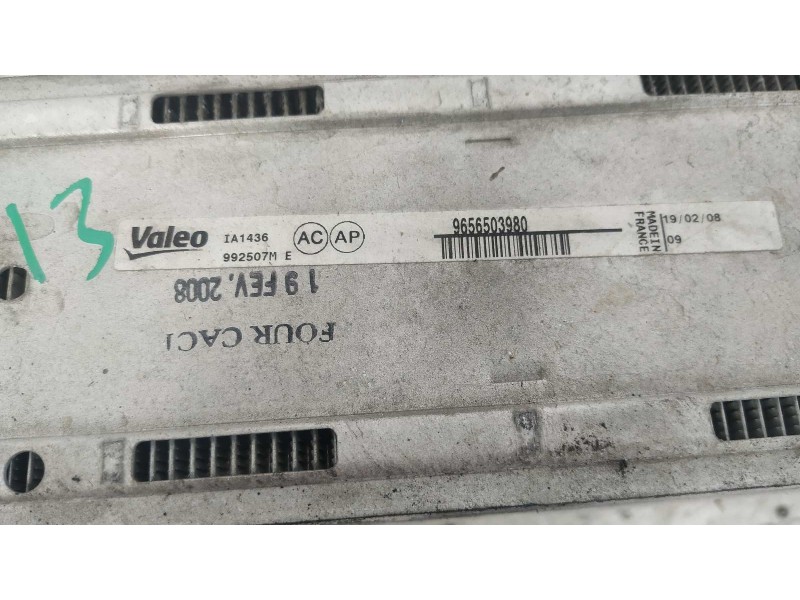 13
Valeo IA1436 AC AP 9656503980 MADE IN FRANCE 19/02/08
992507M E 09
19 FEV. 2008
FOUR CAC1